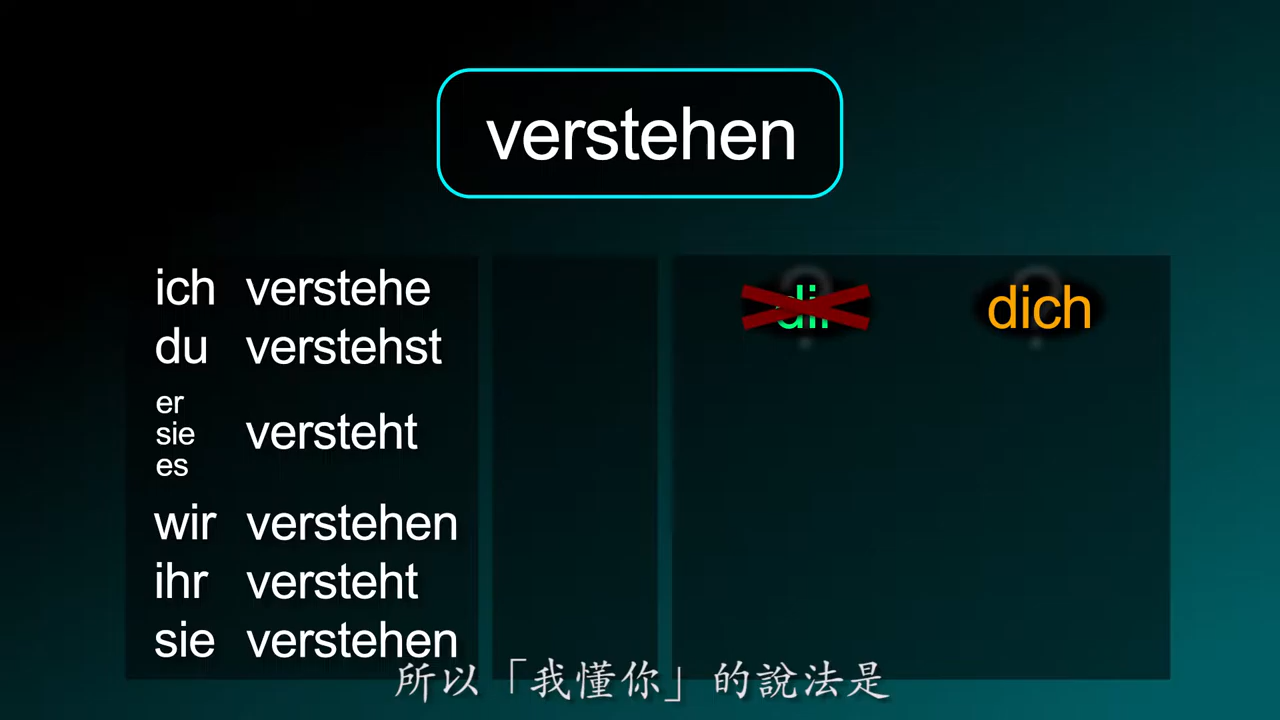 verstehen
ich verstehe
du verstehst
er
sie
es
versteht
wir verstehen
ihr versteht
sie verstehen
dir
dich
所以「我懂你」的說法是